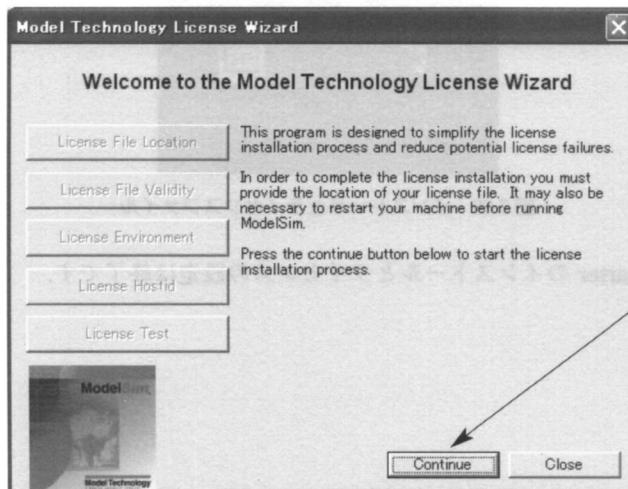 Model Technology License Wizard
Welcome to the Model Technology License Wizard
License File Location
License File Validity
License Environment
License Hostid
License Test
This program is designed to simplify the license
installation process and reduce potential license failures.
In order to complete the license installation you must
provide the location of your license file. It may also be
necessary to restart your machine before running
ModelSim.
Press the continue button below to start the license
installation process.
ModelSim
Model Technology
Continue
Close